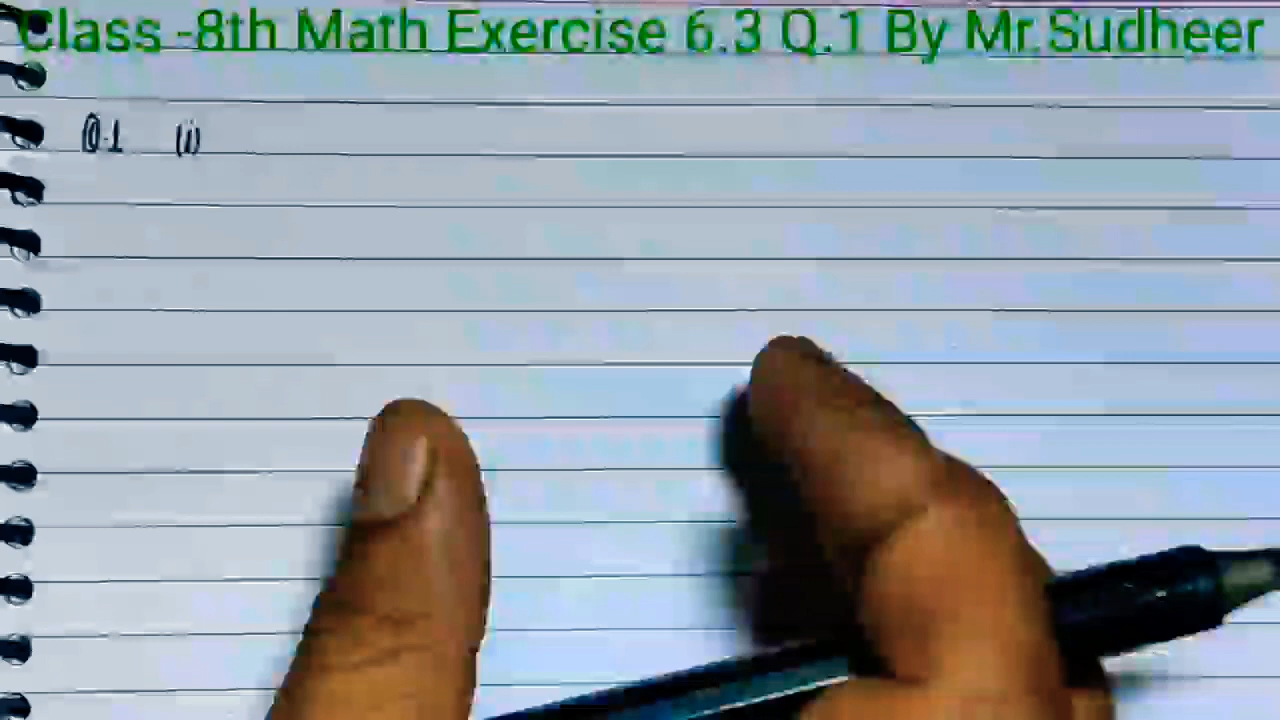 Class -8th Math Exercise 6.3 Q.1 By Mr.Sudheer
Q.1 (i)